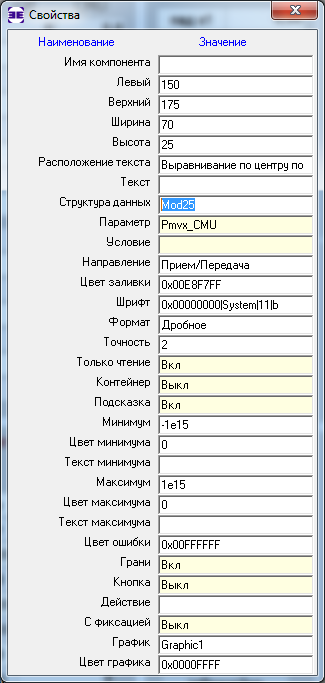 Свойства
Наименование Значение
Имя компонента
Левый 150
Верхний 175
Ширина 70
Высота 25
Расположение текста Выравнивание по центру по
Текст
Структура данных Mod25
Параметр Pmvx_CMU
Условие
Направление Прием/Передача
Цвет заливки 0x00E8F7FF
Шрифт 0x00000000|System|11|b
Формат Дробное
Точность 2
Только чтение Вкл
Контейнер Выкл
Подсказка Вкл
Минимум -1e15
Цвет минимума 0
Текст минимума
Максимум 1e15
Цвет максимума 0
Текст максимума
Цвет ошибки 0x00FFFFFF
Грани Вкл
Кнопка Выкл
Действие
С фиксацией Выкл
График Graphic1
Цвет графика 0x0000FFFF